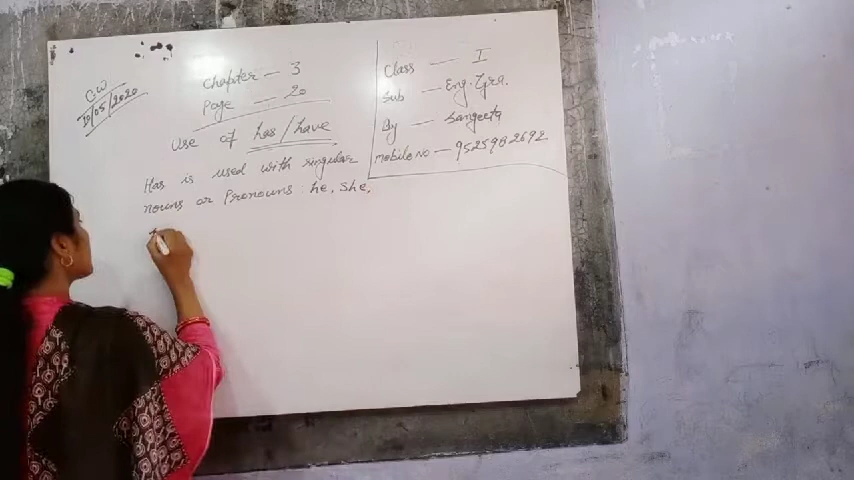 CW
10/05/2020
Chapter - 3
Page - 20
Use of has/have
Class - I
Sub - Eng. Gra.
By - Sangeeta
Mobile No - 9525982692
Has is used with singular
nouns or Pronouns : he, She,